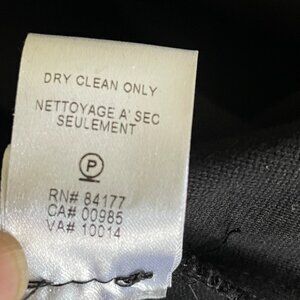 DRY CLEAN ONLY
NETTOYAGE A' SEC
SEULEMENT
P
RN# 84177
CA# 00985
VA# 10014